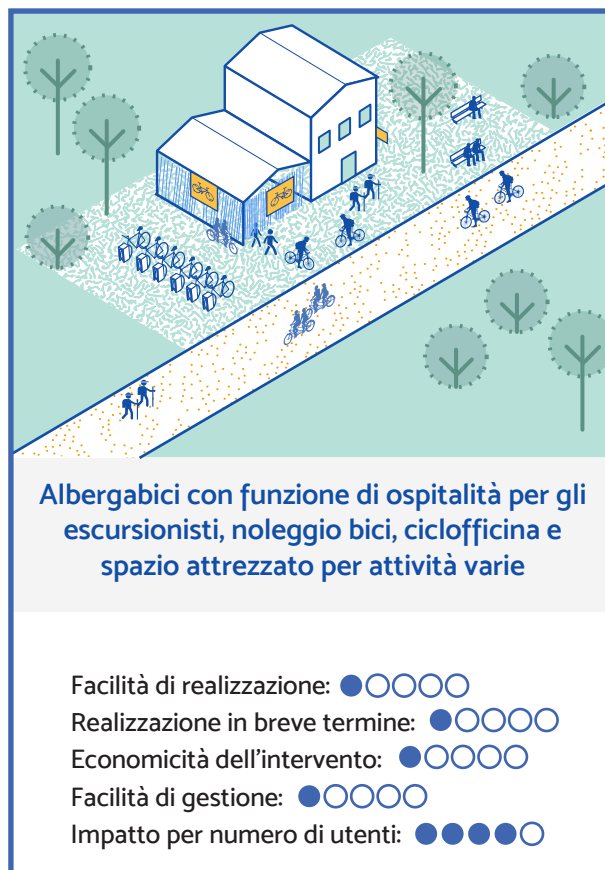 Albergabici con funzione di ospitalità per gli
escursionisti, noleggio bici, ciclofficina e
spazio attrezzato per attività varie
Facilità di realizzazione:
Realizzazione in breve termine:
Economicità dell'intervento:
Facilità di gestione:
Impatto per numero di utenti: